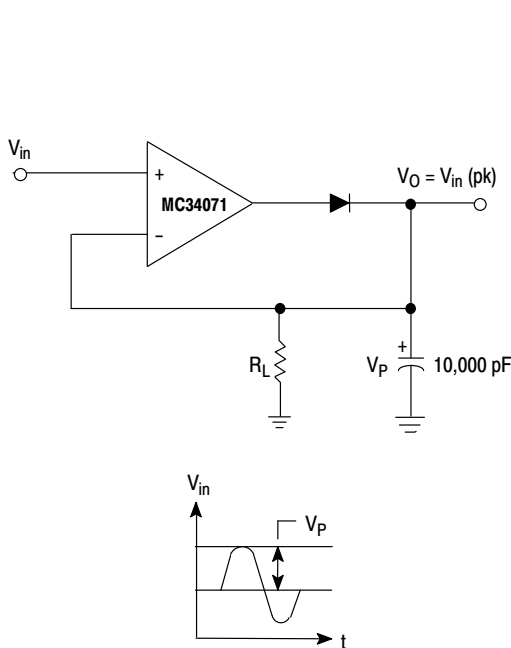 Vin
VO = Vin (pk)
+
MC34071
–
RL
+
VP
10,000 pF
Vin
VP
t